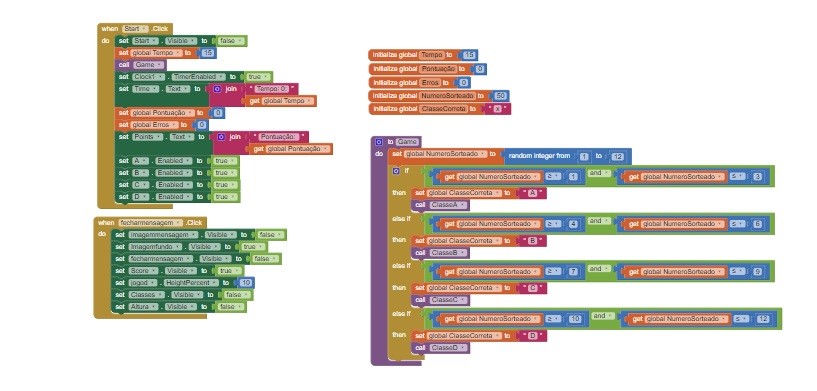 when Start .Click
do set Start . Visible to false
set global Tempo to 15
call Game
set Clock1 . TimerEnabled to true
set Time . Text to join "Tempo: 0"
get global Tempo
set global Pontuação to 0
set global Erros to 0
set Points . Text to join "Pontuação:"
get global Pontuação
set A . Enabled to true
set B . Enabled to true
set C . Enabled to true
set D . Enabled to true
when fecharmensagem .Click
do set Imagemmensagem . Visible to false
set Imagemfundo . Visible to true
set fecharmensagem . Visible to false
set Score . Visible to true
set jogod . HeightPercent to 10
set Classes . Visible to false
set Altura . Visible to false
initialize global Tempo to 15
initialize global Pontuação to 0
initialize global Erros to 0
initialize global NumeroSorteado to 50
initialize global ClasseCorreta to "x"
to Game
do set global NumeroSorteado to random integer from 1 to 12
if get global NumeroSorteado ≥ 1 and get global NumeroSorteado ≤ 3
then set global ClasseCorreta to "A"
call ClasseA
else if get global NumeroSorteado ≥ 4 and get global NumeroSorteado ≤ 6
then set global ClasseCorreta to "B"
call ClasseB
else if get global NumeroSorteado ≥ 7 and get global NumeroSorteado ≤ 9
then set global ClasseCorreta to "C"
call ClasseC
else if get global NumeroSorteado ≥ 10 and get global NumeroSorteado ≤ 12
then set global ClasseCorreta to "D"
call ClasseD